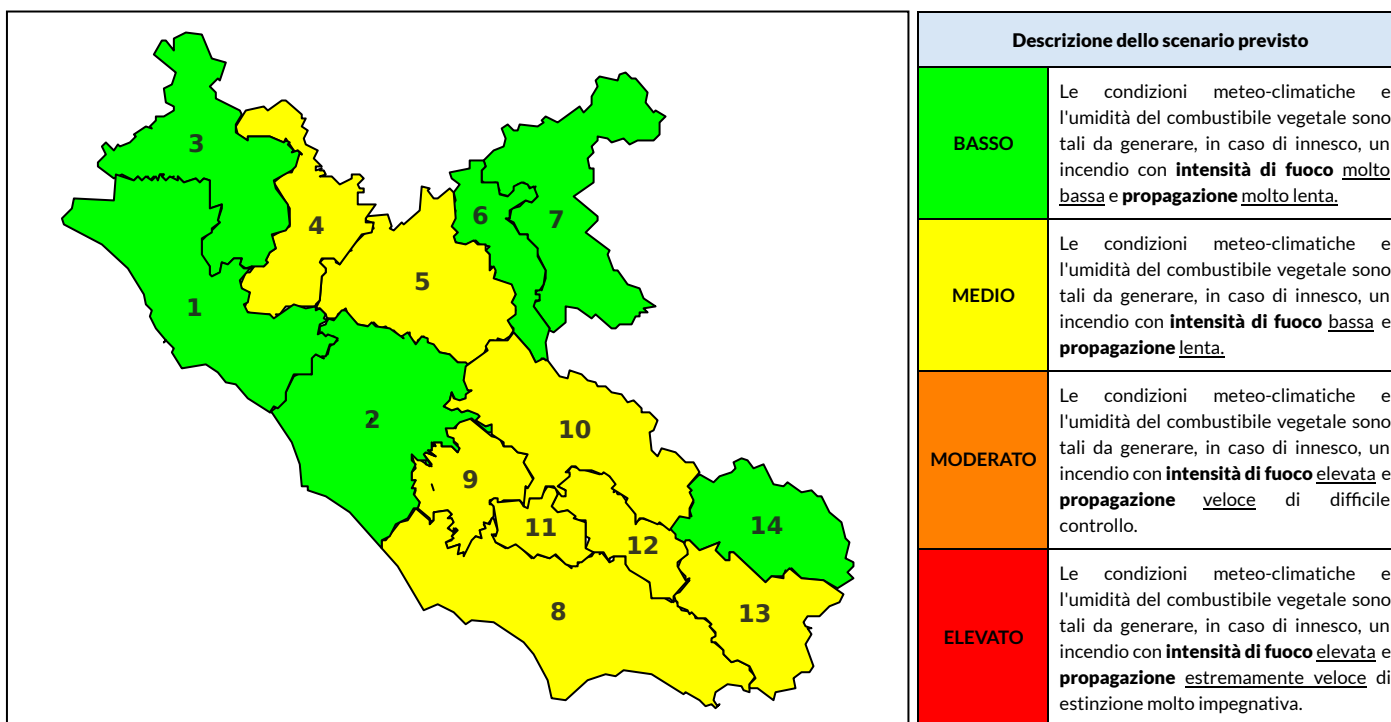 3
4
6
7
5
1
2
10
9
14
11
12
8
13
Descrizione dello scenario previsto
BASSO
Le condizioni meteo-climatiche e
l'umidità del combustibile vegetale sono
tali da generare, in caso di innesco, un
incendio con intensità di fuoco molto
bassa e propagazione molto lenta.
MEDIO
Le condizioni meteo-climatiche e
l'umidità del combustibile vegetale sono
tali da generare, in caso di innesco, un
incendio con intensità di fuoco bassa e
propagazione lenta.
MODERATO
Le condizioni meteo-climatiche e
l'umidità del combustibile vegetale sono
tali da generare, in caso di innesco, un
incendio con intensità di fuoco elevata e
propagazione veloce di difficile
controllo.
ELEVATO
Le condizioni meteo-climatiche e
l'umidità del combustibile vegetale sono
tali da generare, in caso di innesco, un
incendio con intensità di fuoco elevata e
propagazione estremamente veloce di
estinzione molto impegnativa.